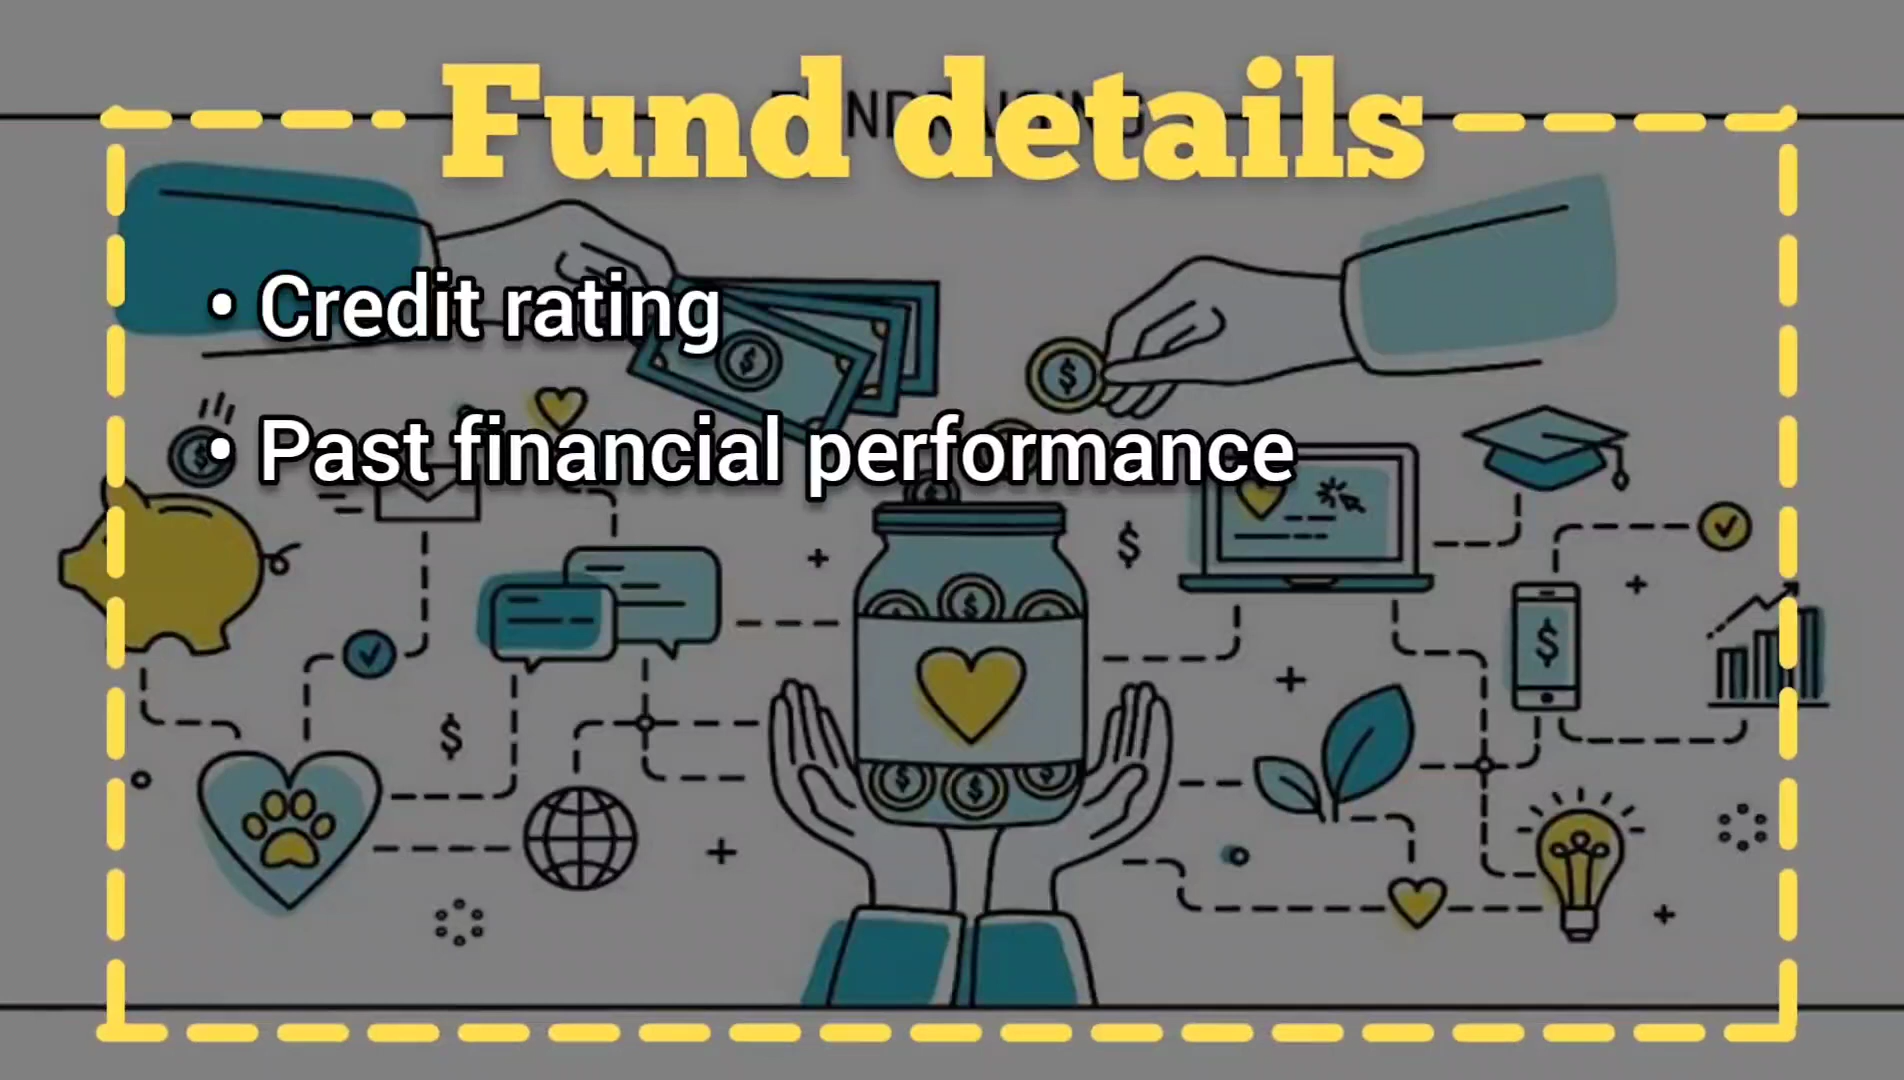 Fund details
• Credit rating
• Past financial performance